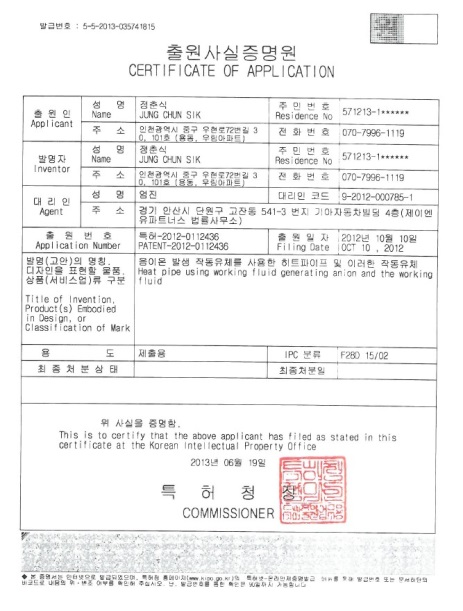 발급번호 : 5-5-2013-035741815
출원사실증명원
CERTIFICATE OF APPLICATION
출 원 인 Applicant 성 명 Name 정춘식 JUNG CHUN SIK 주 민 번 호 Residence No 571213-1******
주 소 인천광역시 중구 우현로72번길 3 0, 101호 (용동, 우림아파트) 전 화 번 호 070-7996-1119
발명자 Inventor 성 명 Name 정춘식 JUNG CHUN SIK 주 민 번 호 Residence No 571213-1******
주 소 인천광역시 중구 우현로72번길 3 0, 101호 (용동, 우림아파트) 전 화 번 호 070-7996-1119
대 리 인 Agent 성 명 엄진 대리인 코드 9-2012-000785-1
주 소 경기 안산시 단원구 고잔동 541-3 번지 기아자동차빌딩 4층(제이엔 유파트너스 법률사무소)
출 원 번 호 특허-2012-0112436 출 원 일 자 2012년 10월 10일
Application Number PATENT-2012-0112436 Filing Date OCT 10, 2012
발명(고안)의 명칭, 음이온 발생 작동유체를 사용한 히트파이프 및 이러한 작동유체
디자인을 표현할 물품, Heat pipe using working fluid generating anion and the working
상품(서비스업)류 구분 fluid
Title of Invention,
Product(s) Embodied
in Design, or
Classification of Mark
용 도 제출용 IPC 분류 F28D 15/02
최 종 처 분 상 태 최종처분일
위 사실을 증명함.
This is to certify that the above applicant has filed as stated in this
certificate at the Korean Intellectual Property Office
2013년 06월 19일
특 허 청 장
COMMISSIONER
◆ 본 증명서는 인터넷으로 발급되었으며, 특허청 홈페이지(www.kipo.go.kr)의